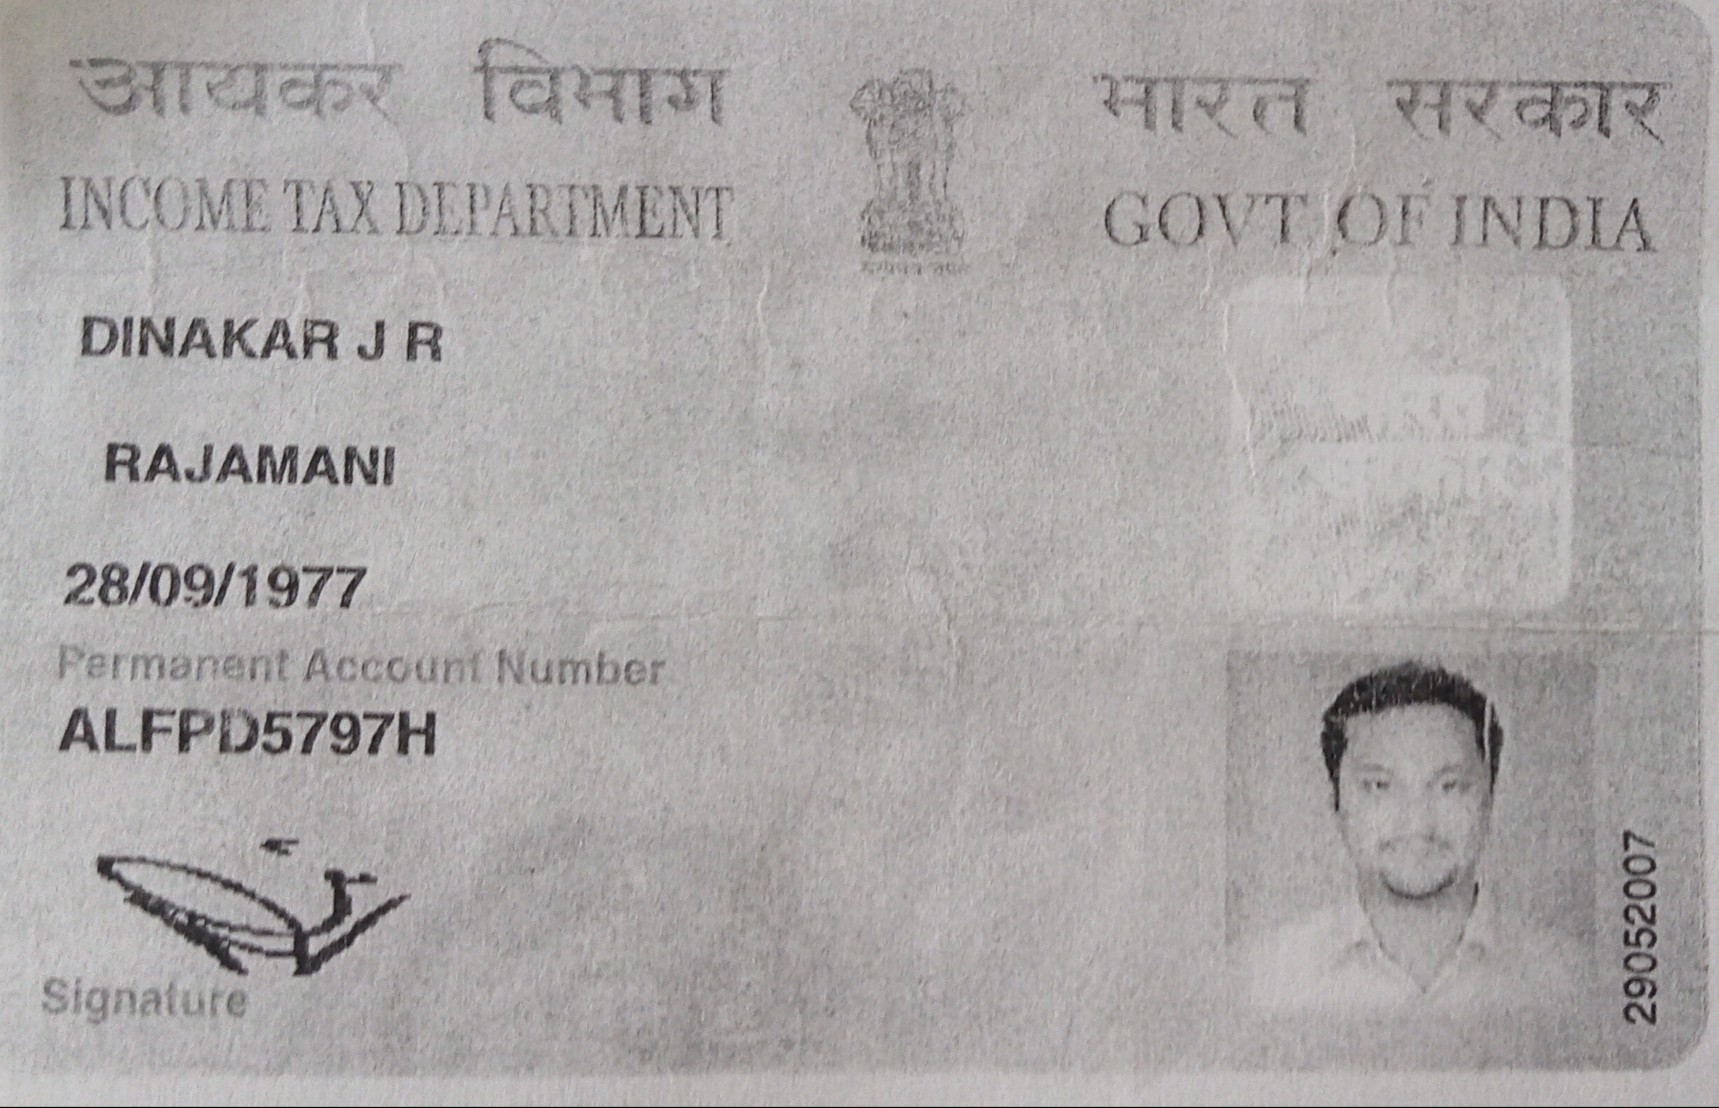 आयकर विभाग
INCOME TAX DEPARTMENT
भारत सरकार
GOVT OF INDIA
DINAKAR J R
RAJAMANI
28/09/1977
Permanent Account Number
ALFPD5797H
Signature
29052007